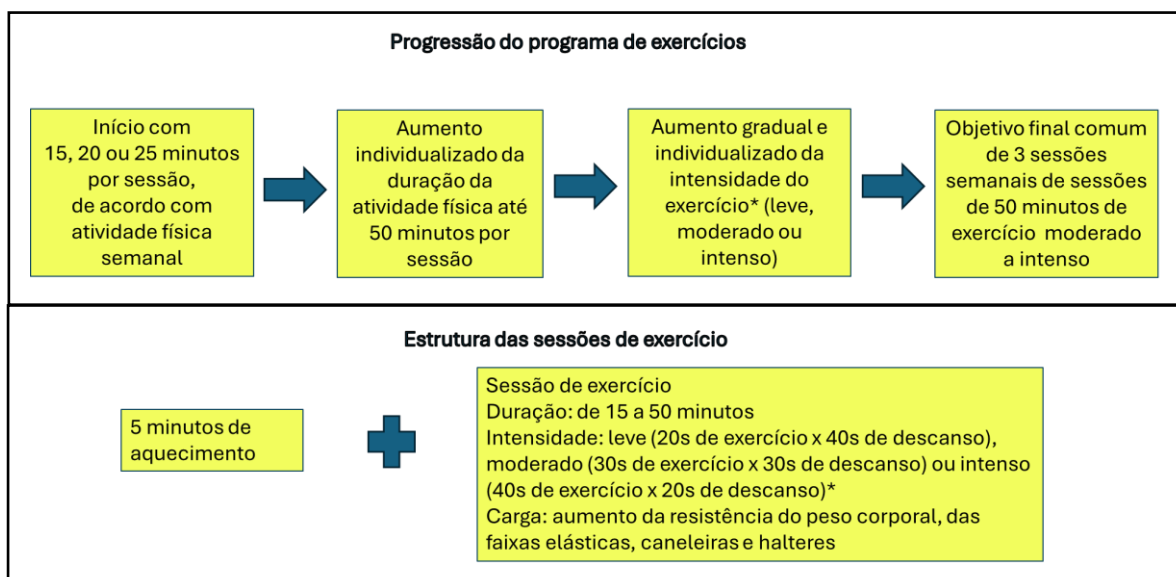 Progressão do programa de exercícios
Início com
15, 20 ou 25 minutos
por sessão,
de acordo com
atividade física
semanal
Aumento
individualizado da
duração da
atividade física até
50 minutos por
sessão
Aumento gradual e
individualizado da
intensidade do
exercício* (leve,
moderado ou
intenso)
Objetivo final comum
de 3 sessões
semanais de sessões
de 50 minutos de
exercício moderado
a intenso
Estrutura das sessões de exercício
5 minutos de
aquecimento
Sessão de exercício
Duração: de 15 a 50 minutos
Intensidade: leve (20s de exercício x 40s de descanso),
moderado (30s de exercício x 30s de descanso) ou intenso
(40s de exercício x 20s de descanso)*
Carga: aumento da resistência do peso corporal, das
faixas elásticas, caneleiras e halteres